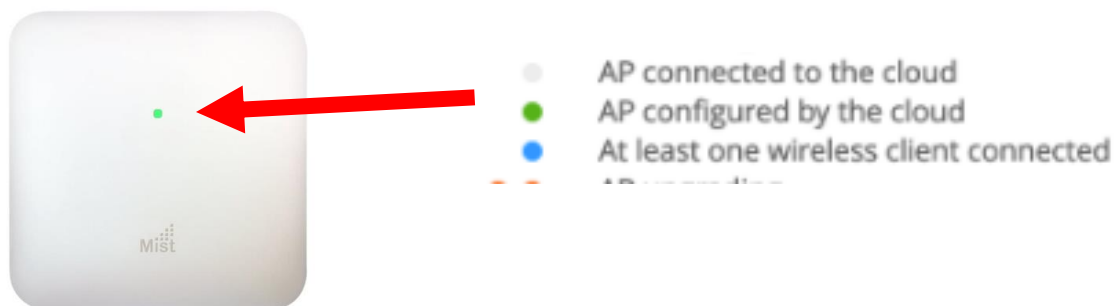 AP connected to the cloud
AP configured by the cloud
At least one wireless client connected
Mist